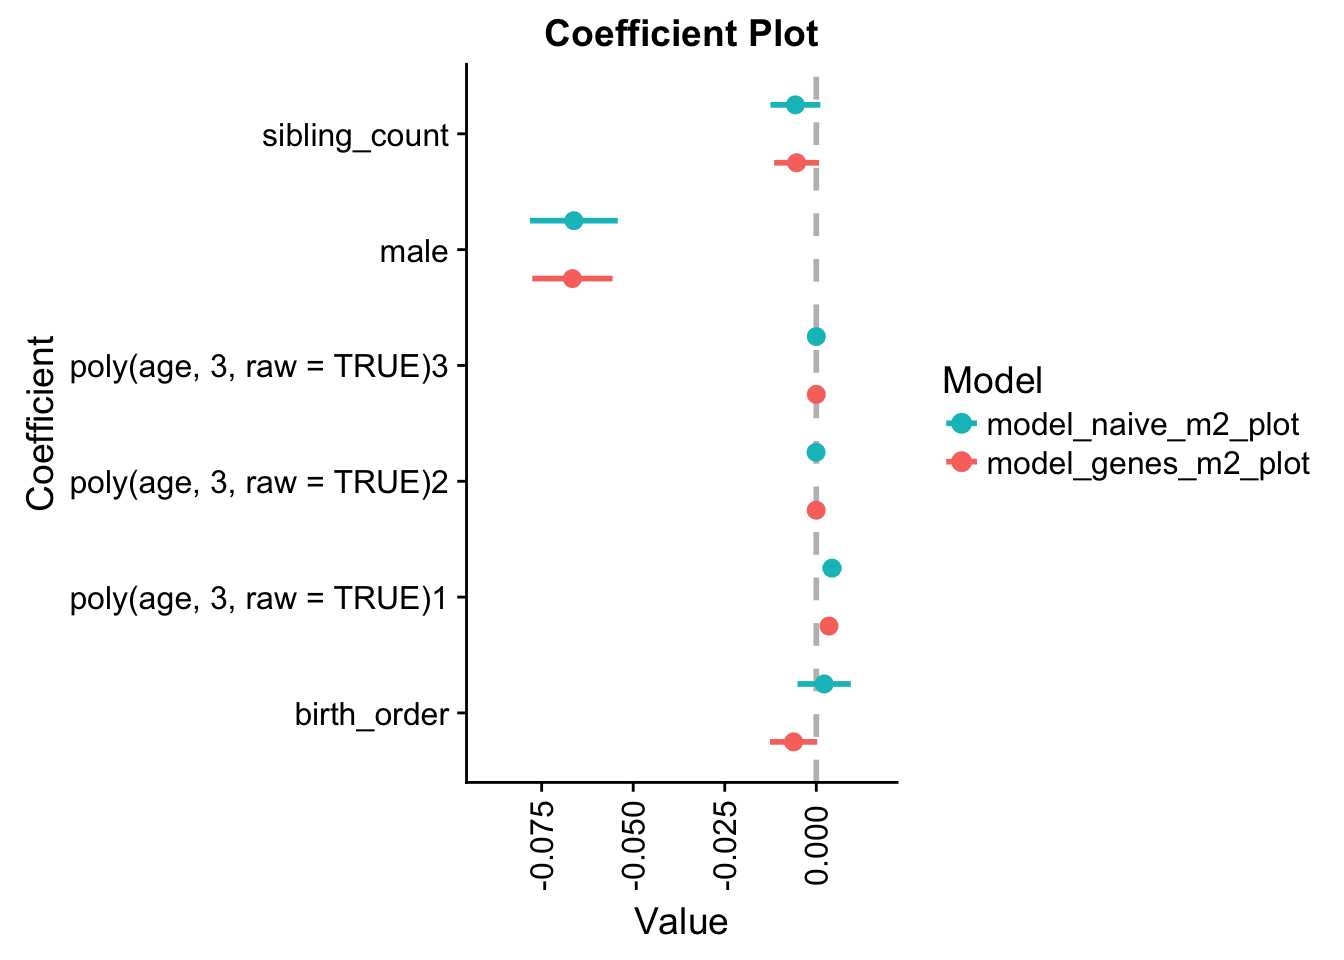 Coefficient Plot
Coefficient
sibling_count
male
poly(age, 3, raw = TRUE)3
poly(age, 3, raw = TRUE)2
poly(age, 3, raw = TRUE)1
birth_order
-0.075
-0.050
-0.025
0.000
Value
Model
model_naive_m2_plot
model_genes_m2_plot